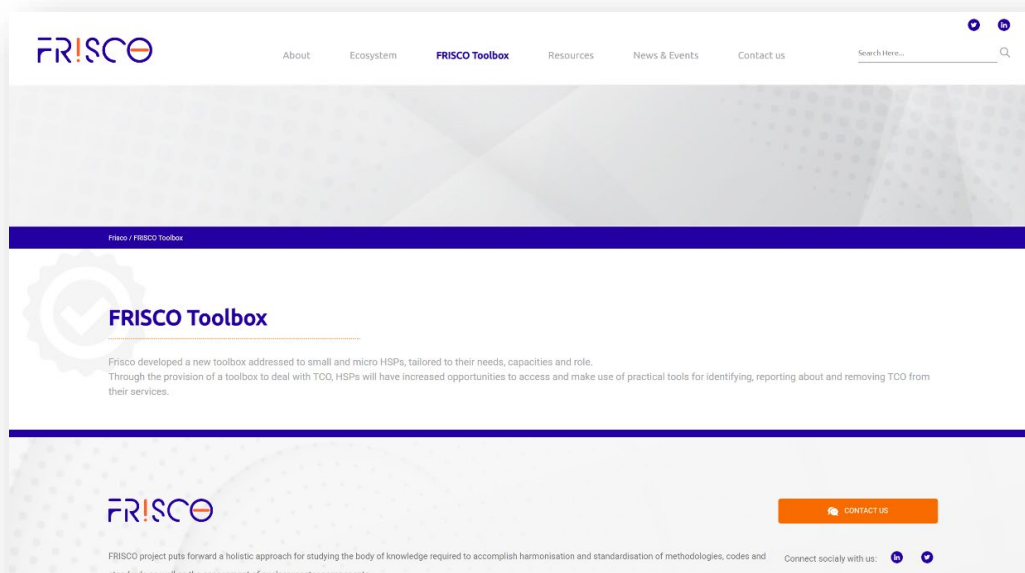 FRISCO
About Ecosystem FRISCO Toolbox Resources News & Events Contact us Search Here...
Frisco / FRISCO Toolbox
FRISCO Toolbox
Frisco developed a new toolbox addressed to small and micro HSPs, tailored to their needs, capacities and role.
Through the provision of a toolbox to deal with TCO, HSPs will have increased opportunities to access and make use of practical tools for identifying, reporting about and removing TCO from
their services.
FRISCO
CONTACT US
FRISCO project puts forward a holistic approach for studying the body of knowledge required to accomplish harmonisation and standardisation of methodologies, codes and
Connect socialy with us: